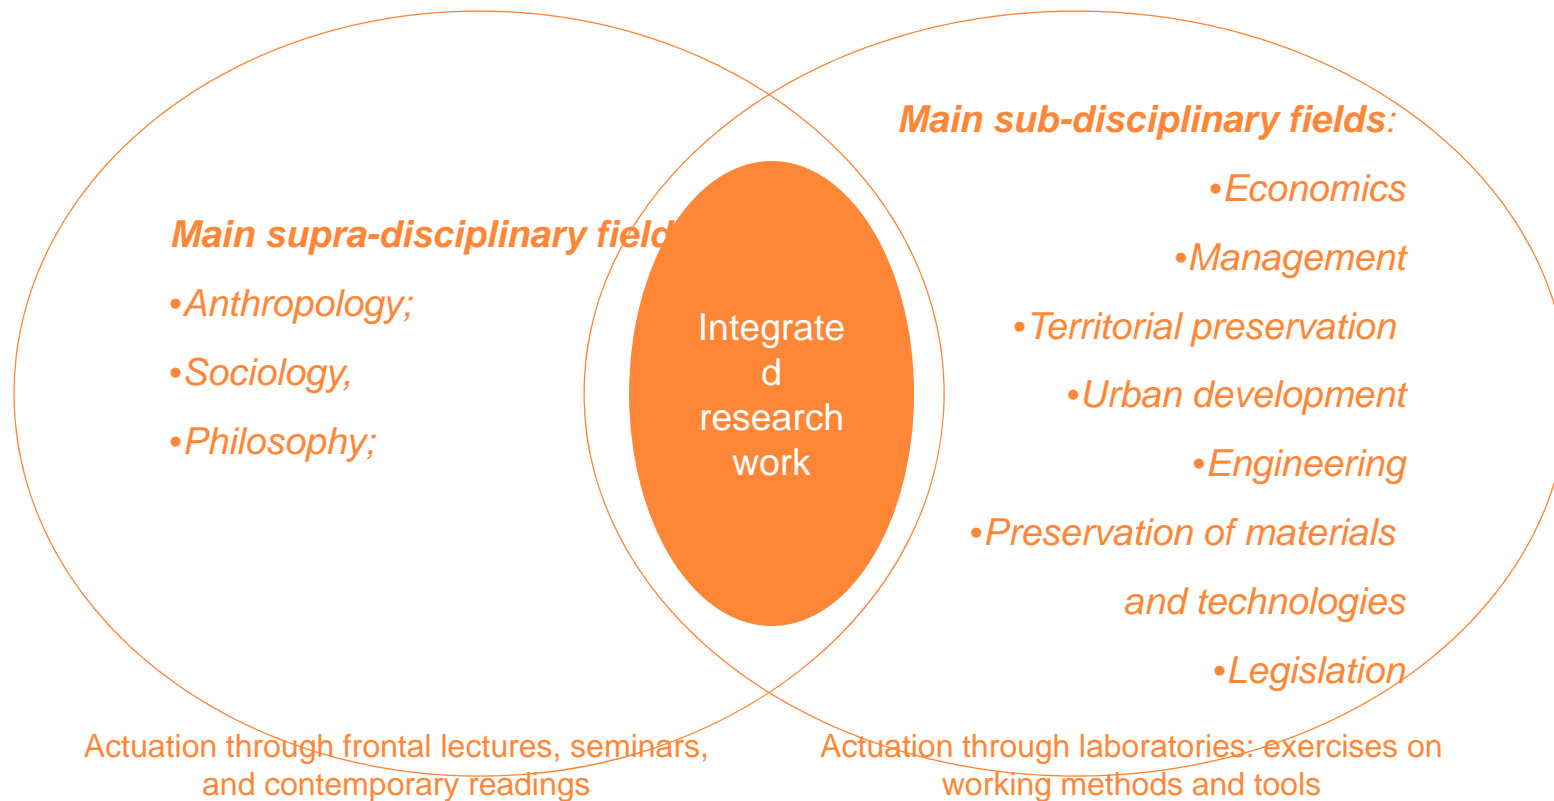 Main supra-disciplinary field
•Anthropology;
•Sociology,
•Philosophy;
Integrate
d
research
work
Main sub-disciplinary fields:
•Economics
•Management
•Territorial preservation
•Urban development
•Engineering
•Preservation of materials
and technologies
•Legislation
Actuation through frontal lectures, seminars,
and contemporary readings
Actuation through laboratories: exercises on
working methods and tools